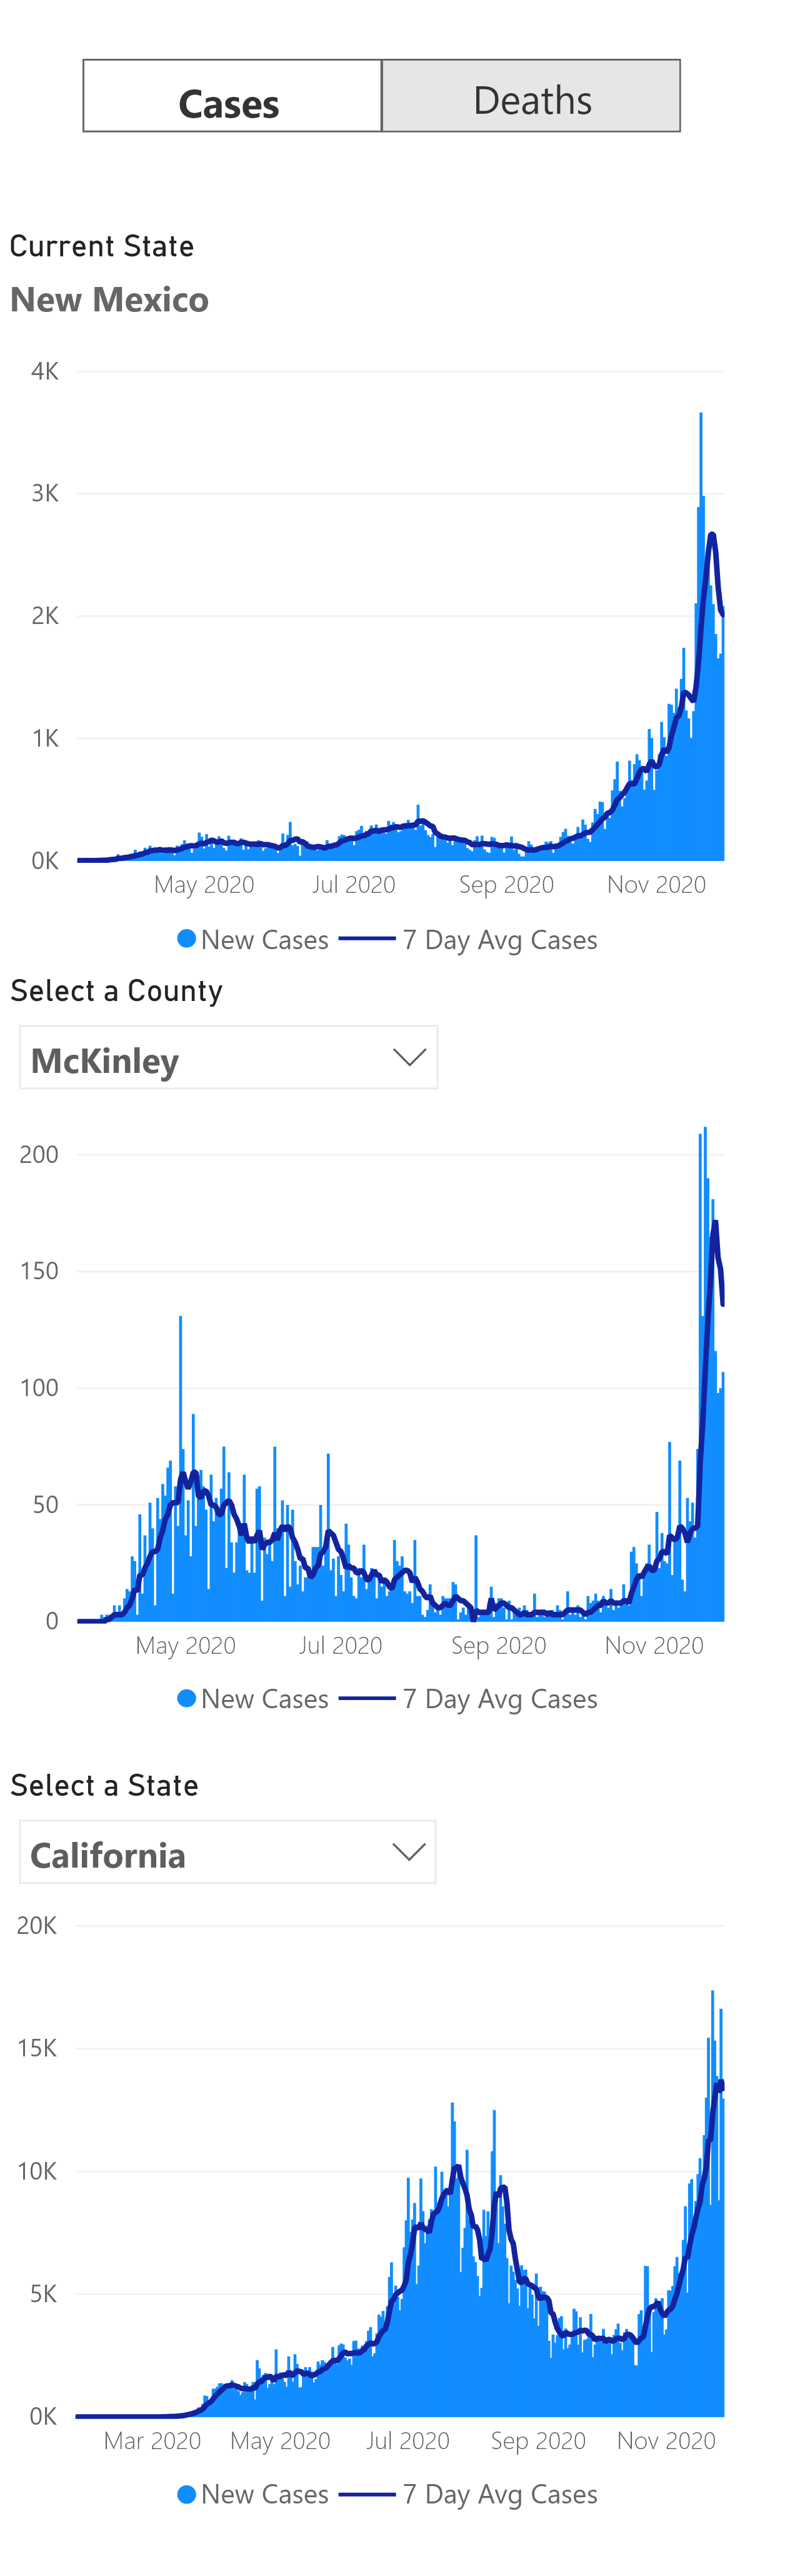 Cases Deaths
Current State
New Mexico
4K
3K
2K
1K
0K
May 2020 Jul 2020 Sep 2020 Nov 2020
New Cases 7 Day Avg Cases
Select a County
McKinley
200
150
100
50
0
May 2020 Jul 2020 Sep 2020 Nov 2020
New Cases 7 Day Avg Cases
Select a State
California
20K
15K
10K
5K
0K
Mar 2020 May 2020 Jul 2020 Sep 2020 Nov 2020
New Cases 7 Day Avg Cases